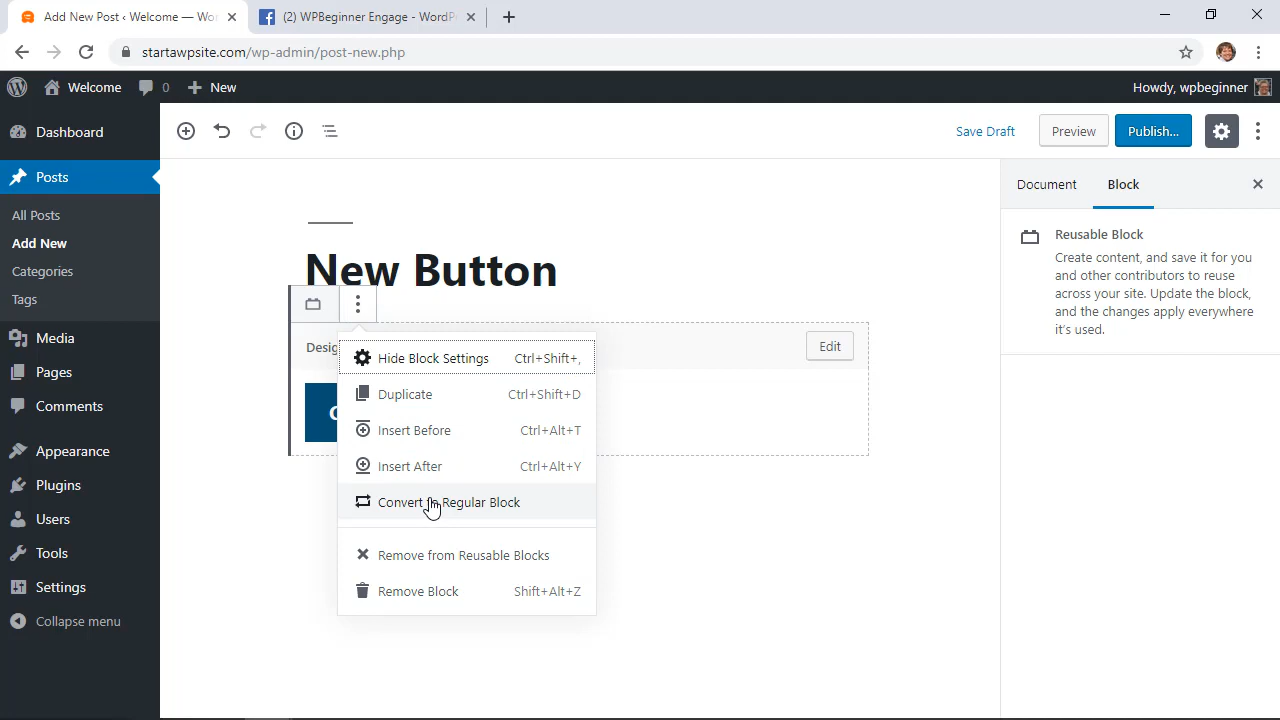 Add New Post ‹ Welcome — Wo
(2) WPBeginner Engage - WordP
startawpsite.com/wp-admin/post-new.php
Welcome 0 New
Howdy, wpbeginner
Dashboard
Posts
All Posts
Add New
Categories
Tags
Media
Pages
Comments
Appearance
Plugins
Users
Tools
Settings
Collapse menu
Save Draft
Preview
Publish...
New Button
Desig
Edit
Hide Block Settings Ctrl+Shift+,
Duplicate Ctrl+Shift+D
Insert Before Ctrl+Alt+T
Insert After Ctrl+Alt+Y
Convert to Regular Block
Remove from Reusable Blocks
Remove Block Shift+Alt+Z
Document
Block
Reusable Block
Create content, and save it for you
and other contributors to reuse
across your site. Update the block,
and the changes apply everywhere
it's used.